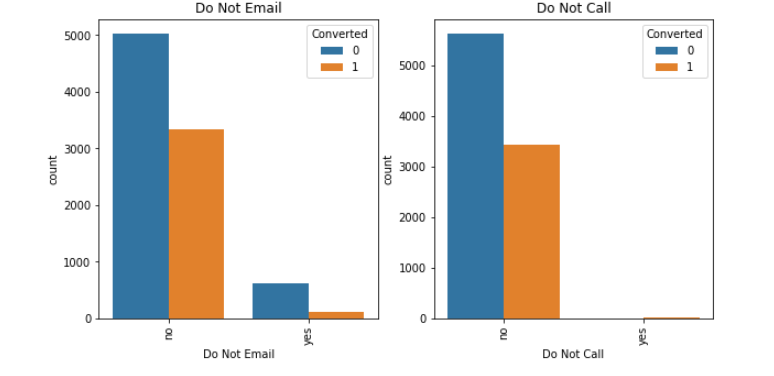 Do Not Email
Converted
0
1
5000
4000
3000
2000
1000
0
count
no
yes
Do Not Email
Do Not Call
Converted
0
1
5000
4000
3000
2000
1000
0
count
no
yes
Do Not Call